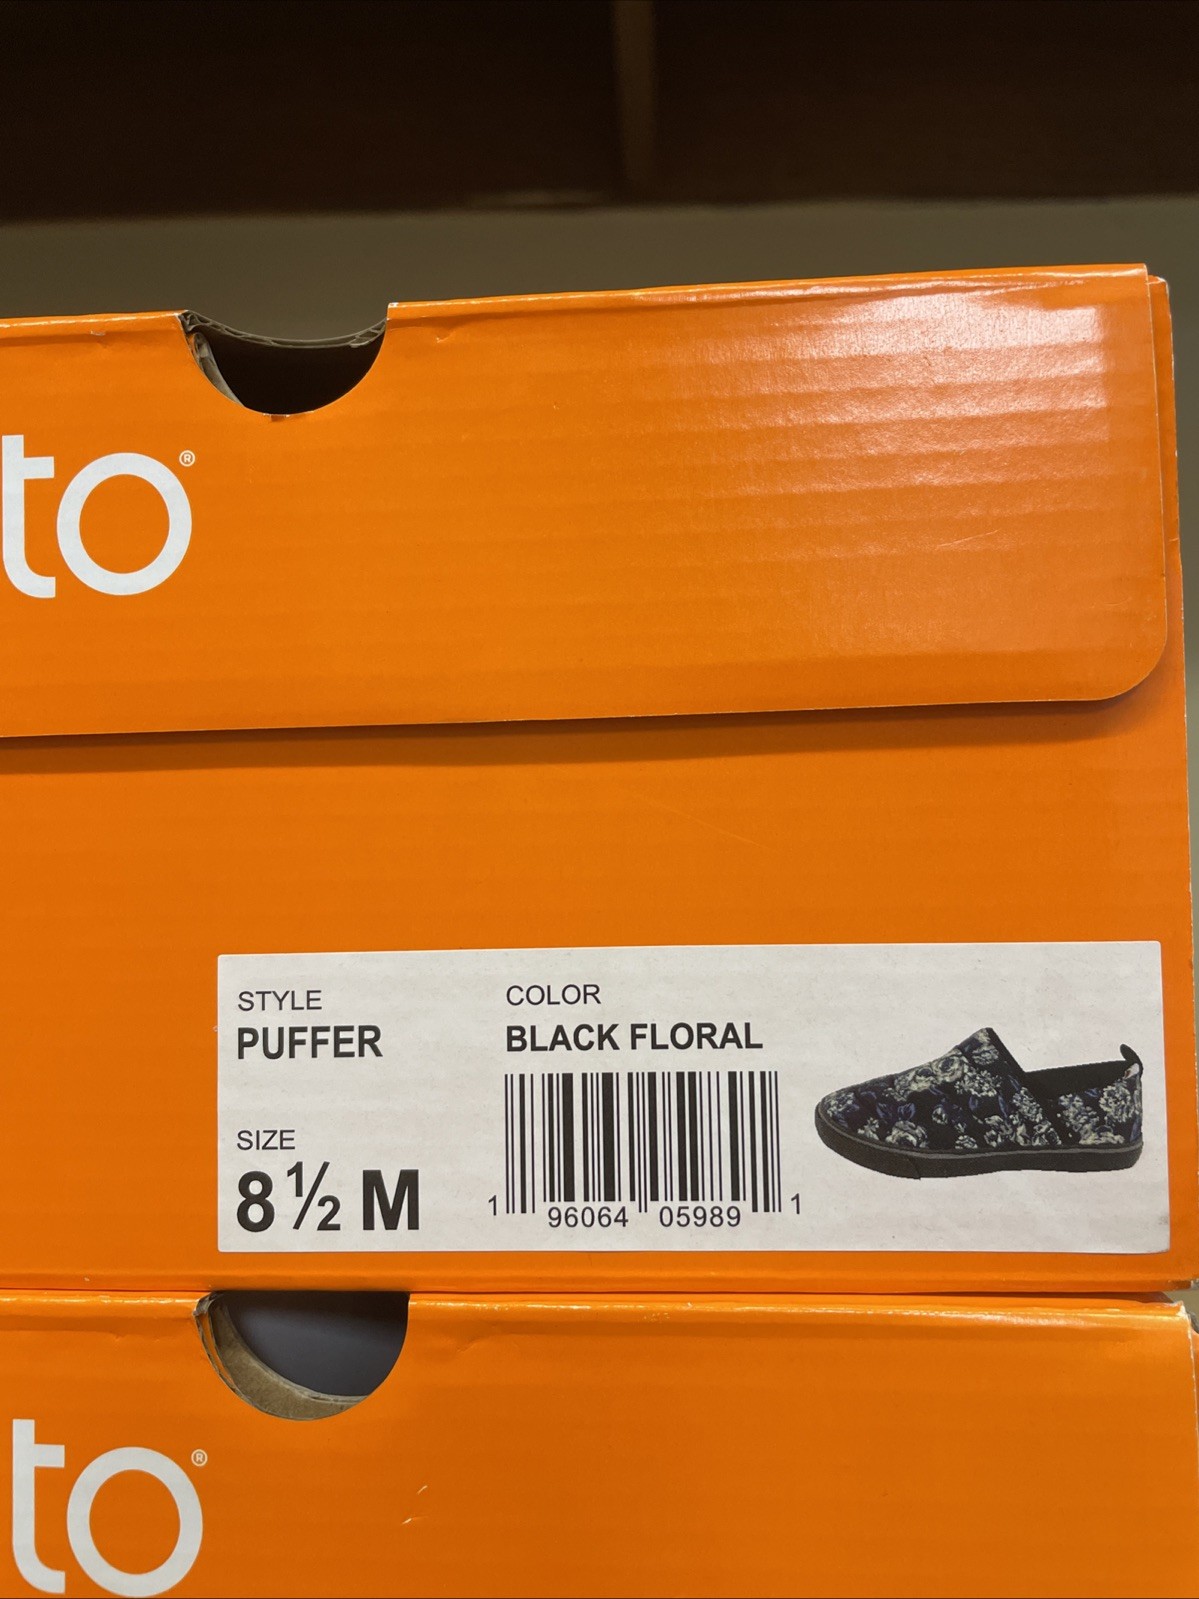 to®
STYLE
PUFFER
COLOR
BLACK FLORAL
SIZE
8 ½ M
1 96064 05989 1
to®